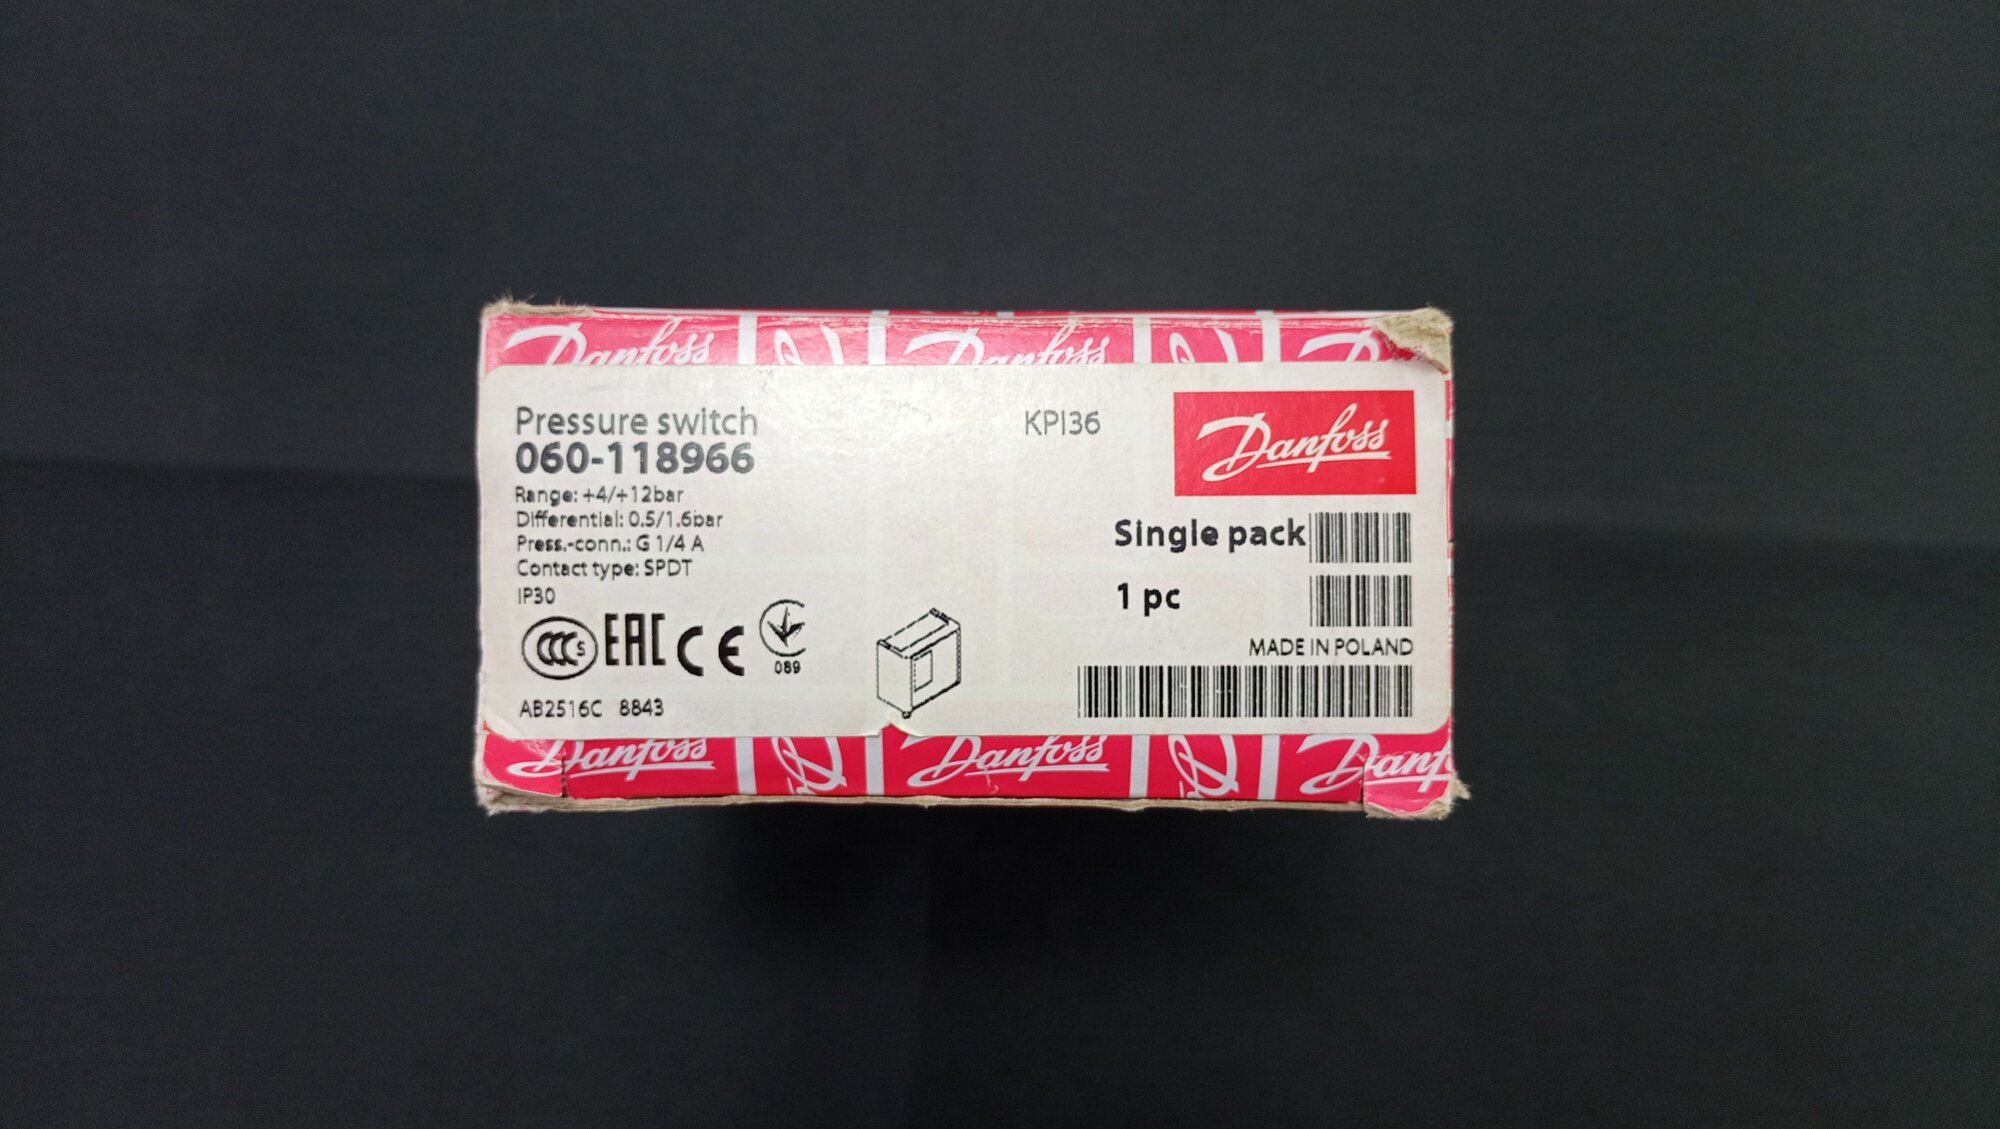 Danfoss Danfoss
Pressure switch KPI36
060-118966
Danfoss
Range: +4/+12bar
Differential: 0.5/1.6bar
Press.-conn.: G 1/4 A
Contact type: SPDT
IP30
Single pack
1 pc
MADE IN POLAND
CCC S EAC CE
089
AB2516C 8843
Danfoss Danfoss Danf